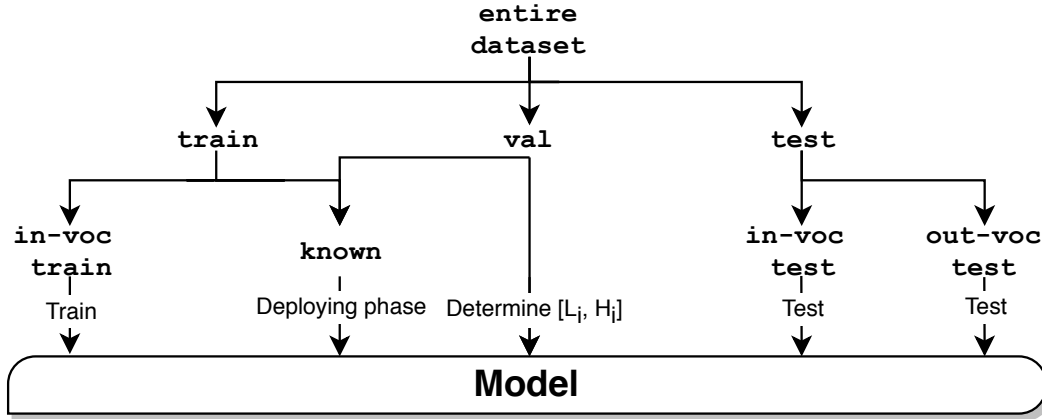 entire
dataset
train
val
test
in-voc
train
known
in-voc
test
out-voc
test
Train
Deploying phase
Determine [Li, Hi]
Test
Test
Model